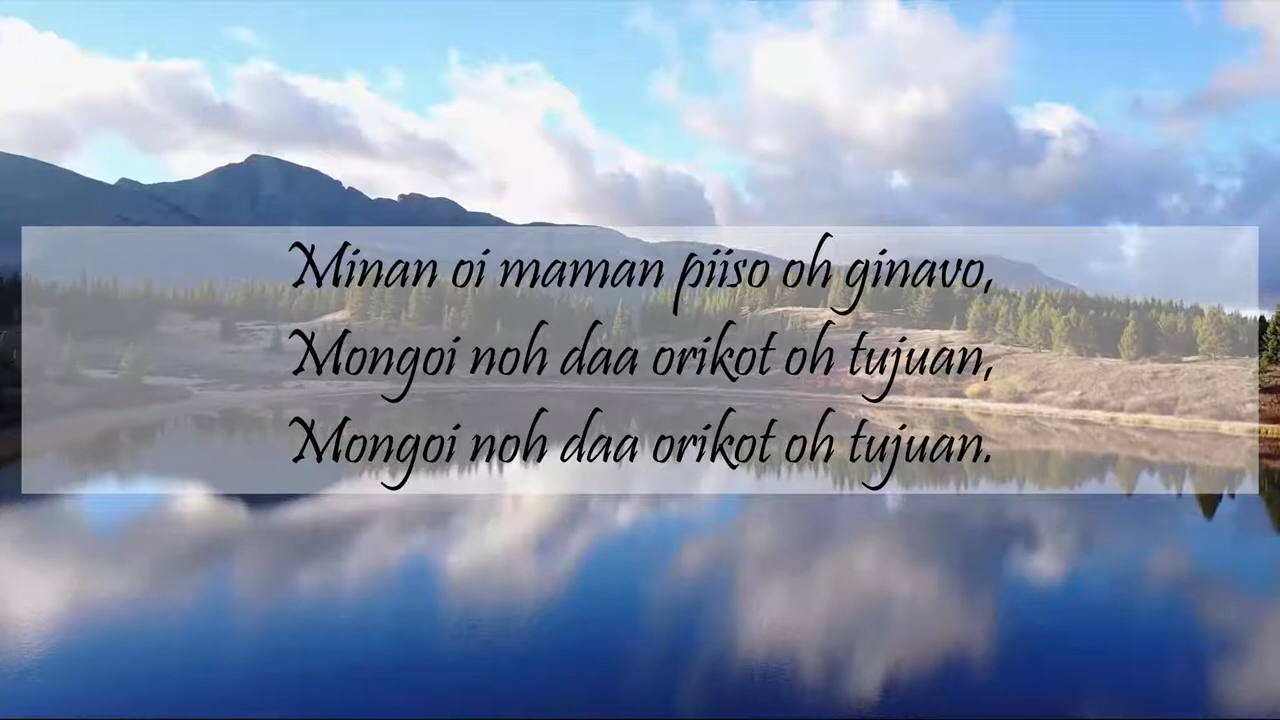 Minan oi maman piiso oh ginavo,
Mongoi noh daa orikot oh tujuan,
Mongoi noh daa orikot oh tujuan.